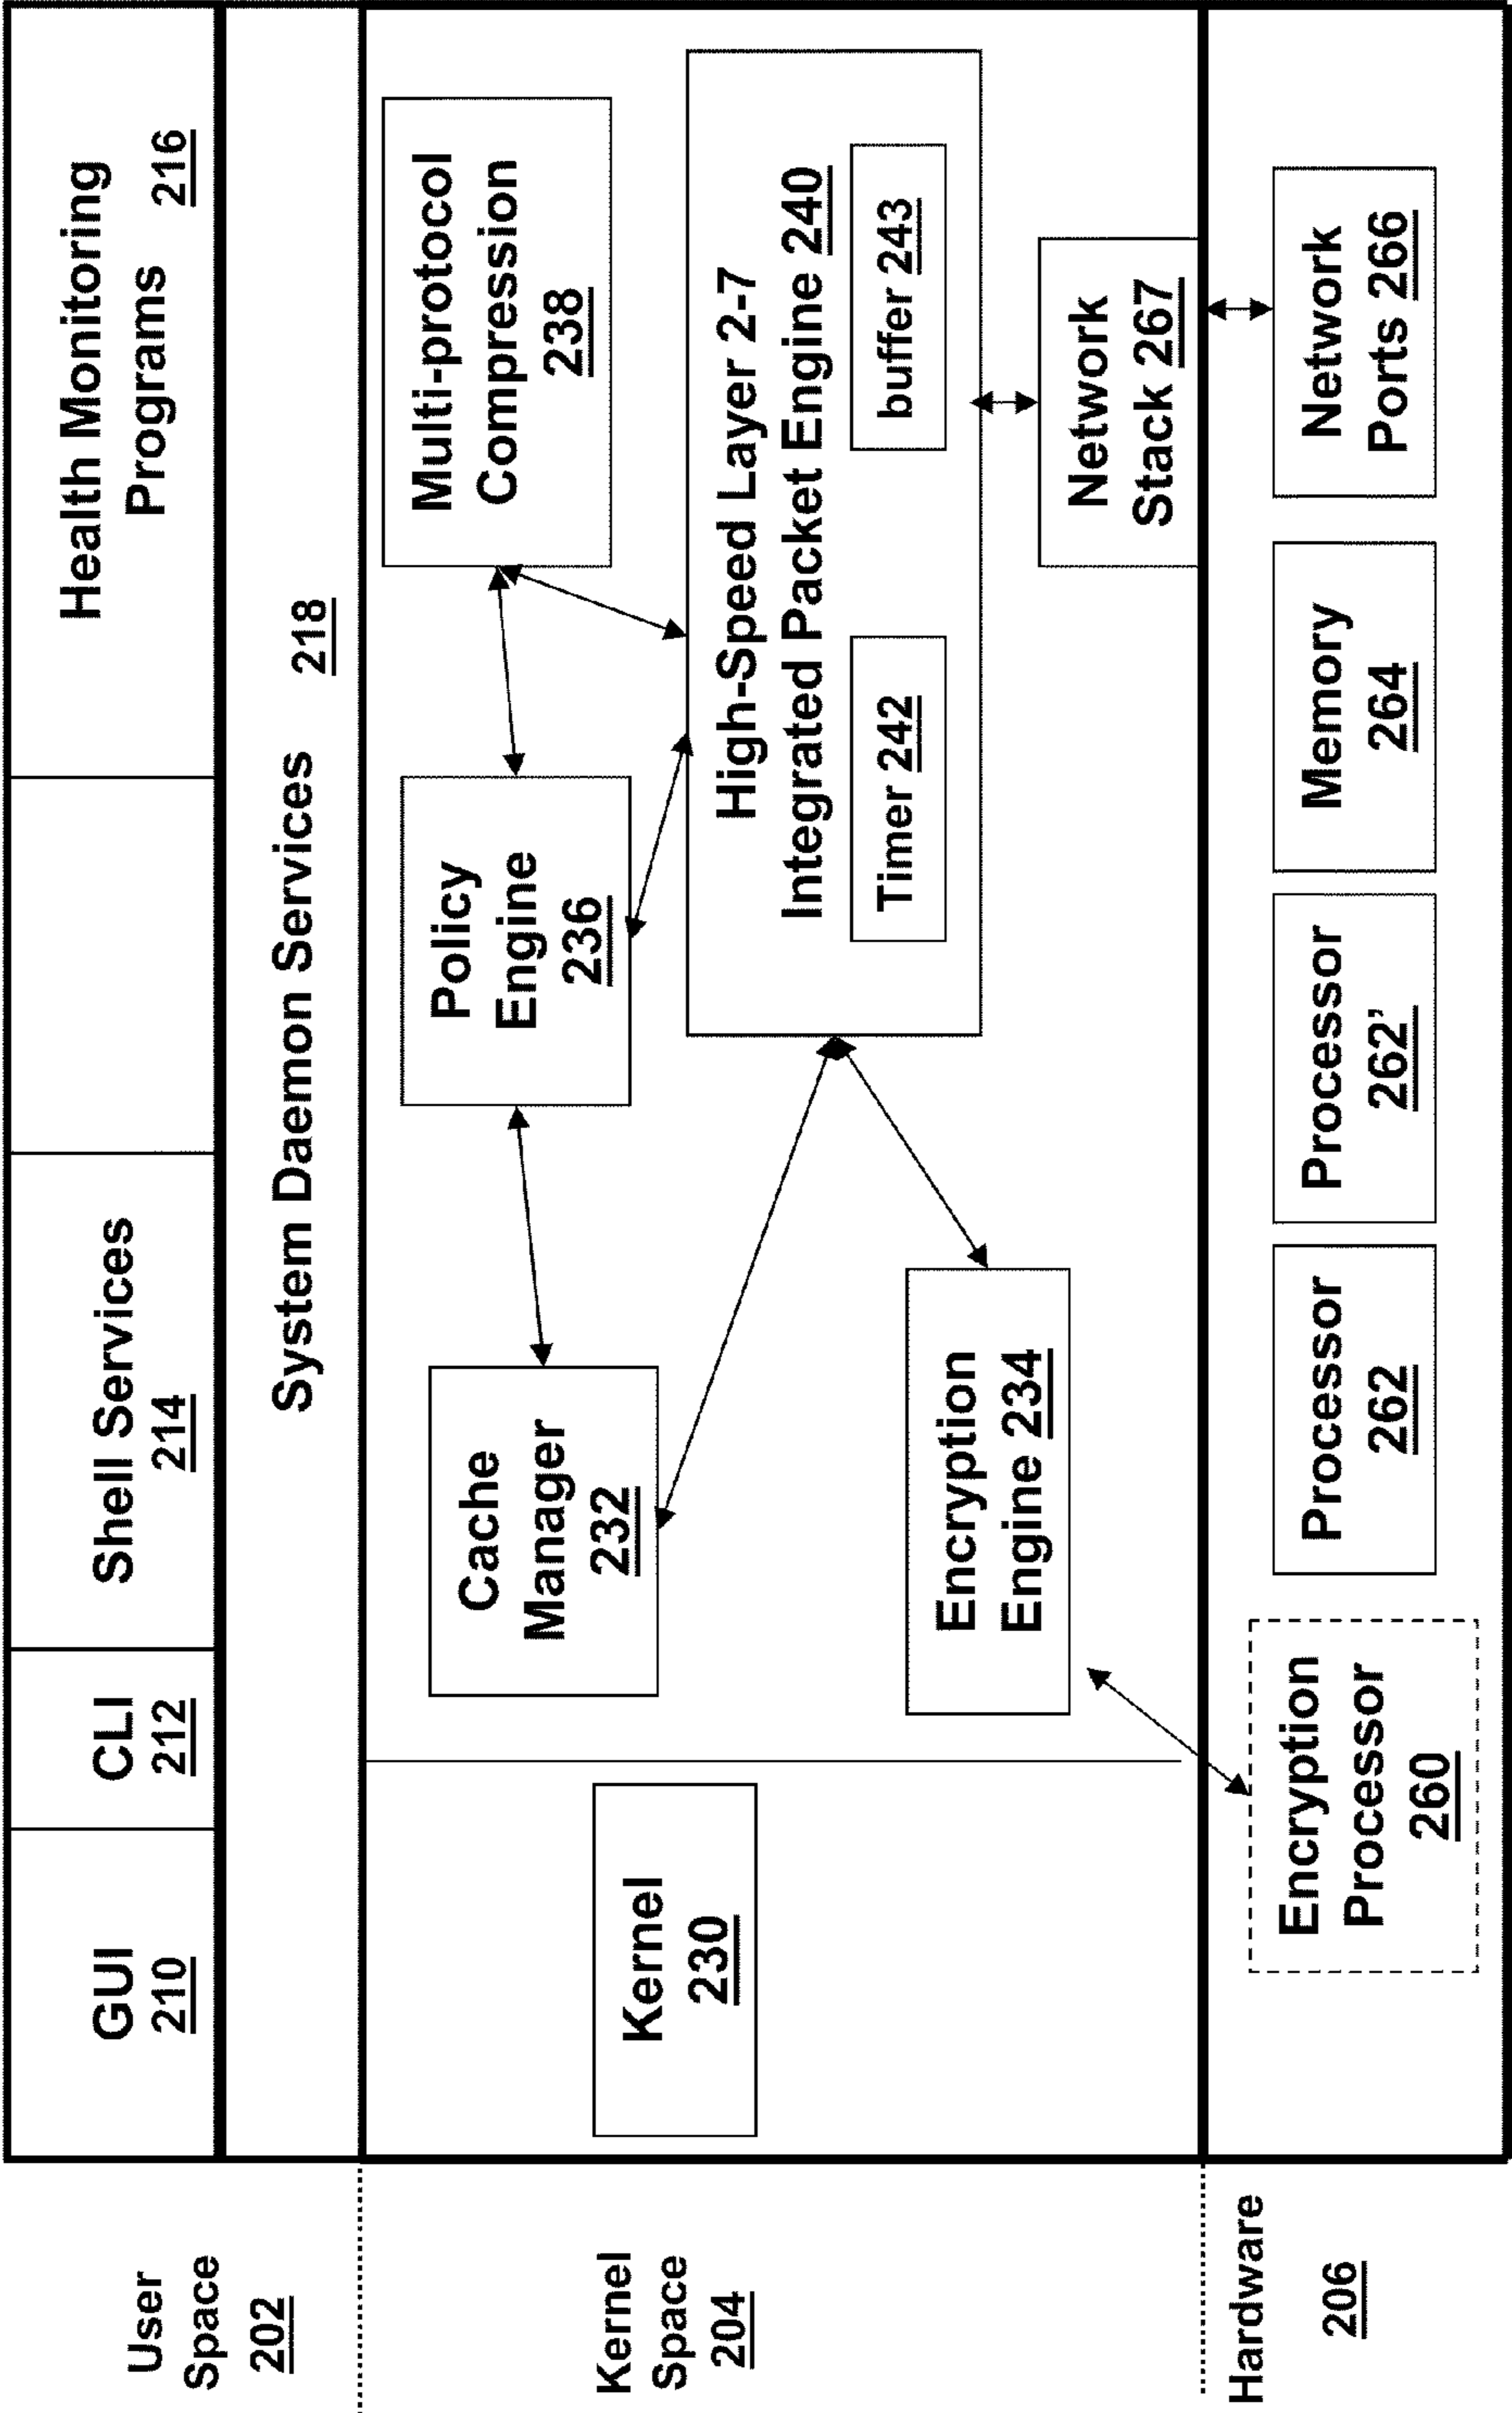 User
Space
202
GUI
210
CLI
212
Shell Services
214
Health Monitoring
Programs 216
System Daemon Services 218
Kernel
Space
204
Kernel
230
Cache
Manager
232
Policy
Engine
236
Multi-protocol
Compression
238
High-Speed Layer 2-7
Integrated Packet Engine 240
Timer 242
buffer 243
Encryption
Engine 234
Network
Stack 267
Hardware
206
Encryption
Processor
260
Processor
262
Processor
262’
Memory
264
Network
Ports 266